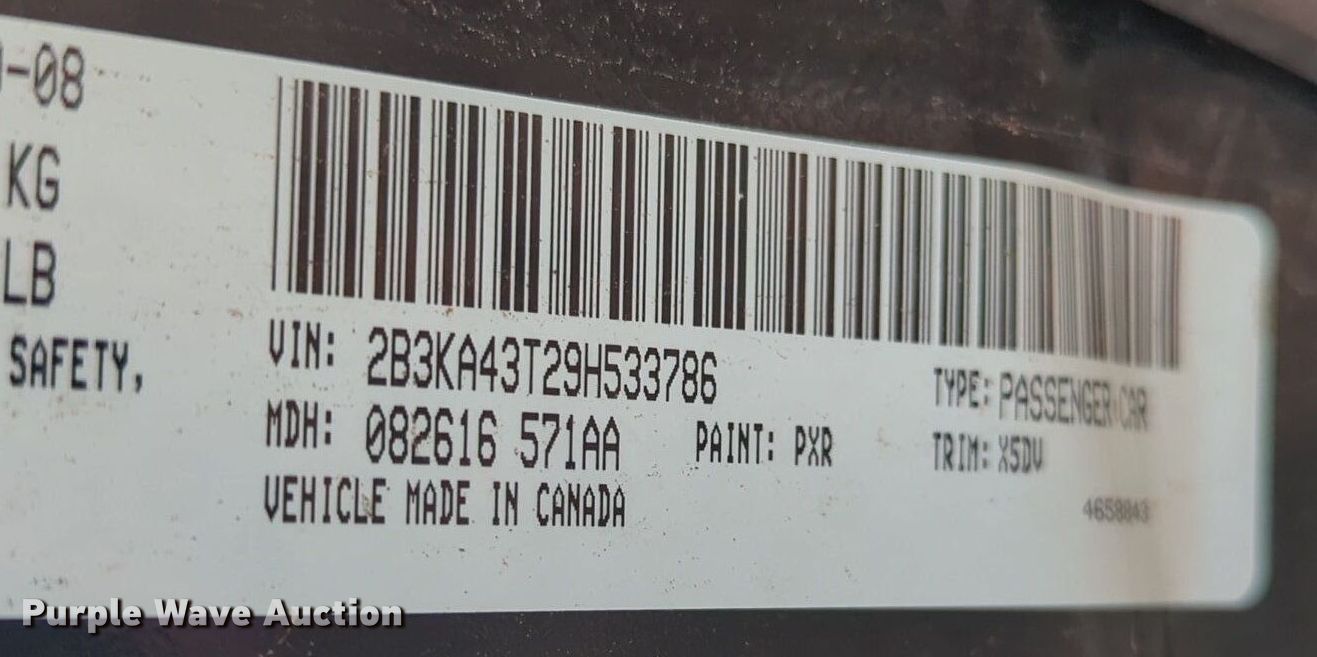 -08
KG
LB
SAFETY,
VIN: 2B3KA43T29H533786
MDH: 082616 571AA
PAINT: PXR
VEHICLE MADE IN CANADA
TYPE: PASSENGER CAR
TRIM: X5DV
Purple Wave Auction